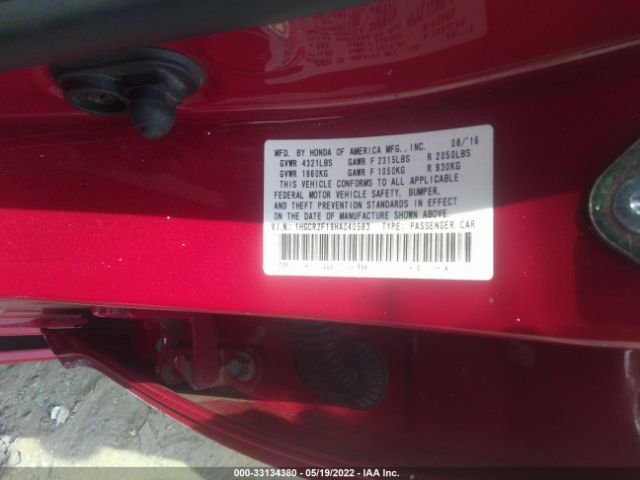 MFD. BY HONDA OF AMERICA MFG., INC. 08/16
GVWR 4321LBS GAWR F 2315LBS R 2050LBS
GVWR 1960KG GAWR F 1050KG R 930KG
THIS VEHICLE CONFORMS TO ALL APPLICABLE
FEDERAL MOTOR VEHICLE SAFETY, BUMPER,
AND THEFT PREVENTION STANDARDS IN EFFECT
ON THE DATE OF MANUFACTURE SHOWN ABOVE.
V.I.N.: 1HGCR2F19HA040583 TYPE: PASSENGER CAR
000-33134380 - 05/19/2022 - IAA Inc.